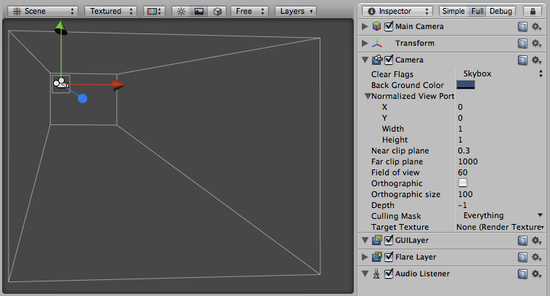 Scene Textured Free Layers
Inspector Simple Full Debug
Main Camera
Transform
Camera
Clear Flags Skybox
Back Ground Color
Normalized View Port
X 0
Y 0
Width 1
Height 1
Near clip plane 0.3
Far clip plane 1000
Field of view 60
Orthographic
Orthographic size 100
Depth -1
Culling Mask Everything
Target Texture None (Render Texture
GUILayer
Flare Layer
Audio Listener